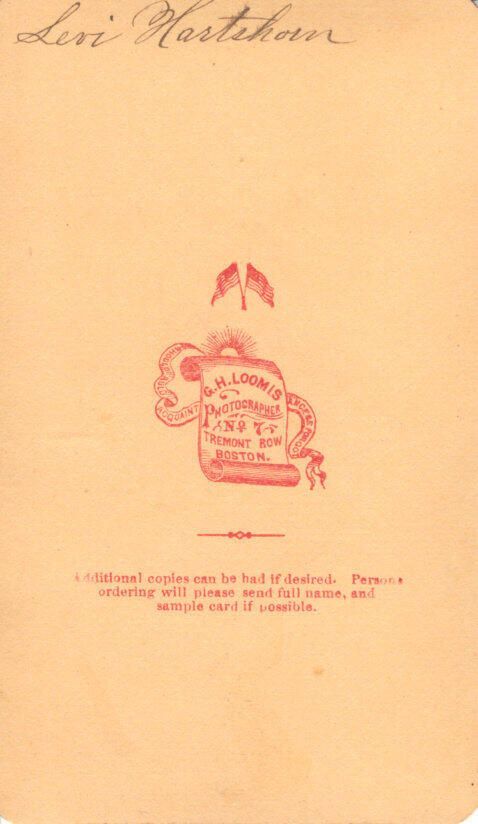 Levi Hartshorn
ACQUAINT
G.H. LOOMIS
PHOTOGRAPHER
No 7
TREMONT ROW
BOSTON.
Additional copies can be had if desired. Persons
ordering will please send full name, and
sample card if possible.